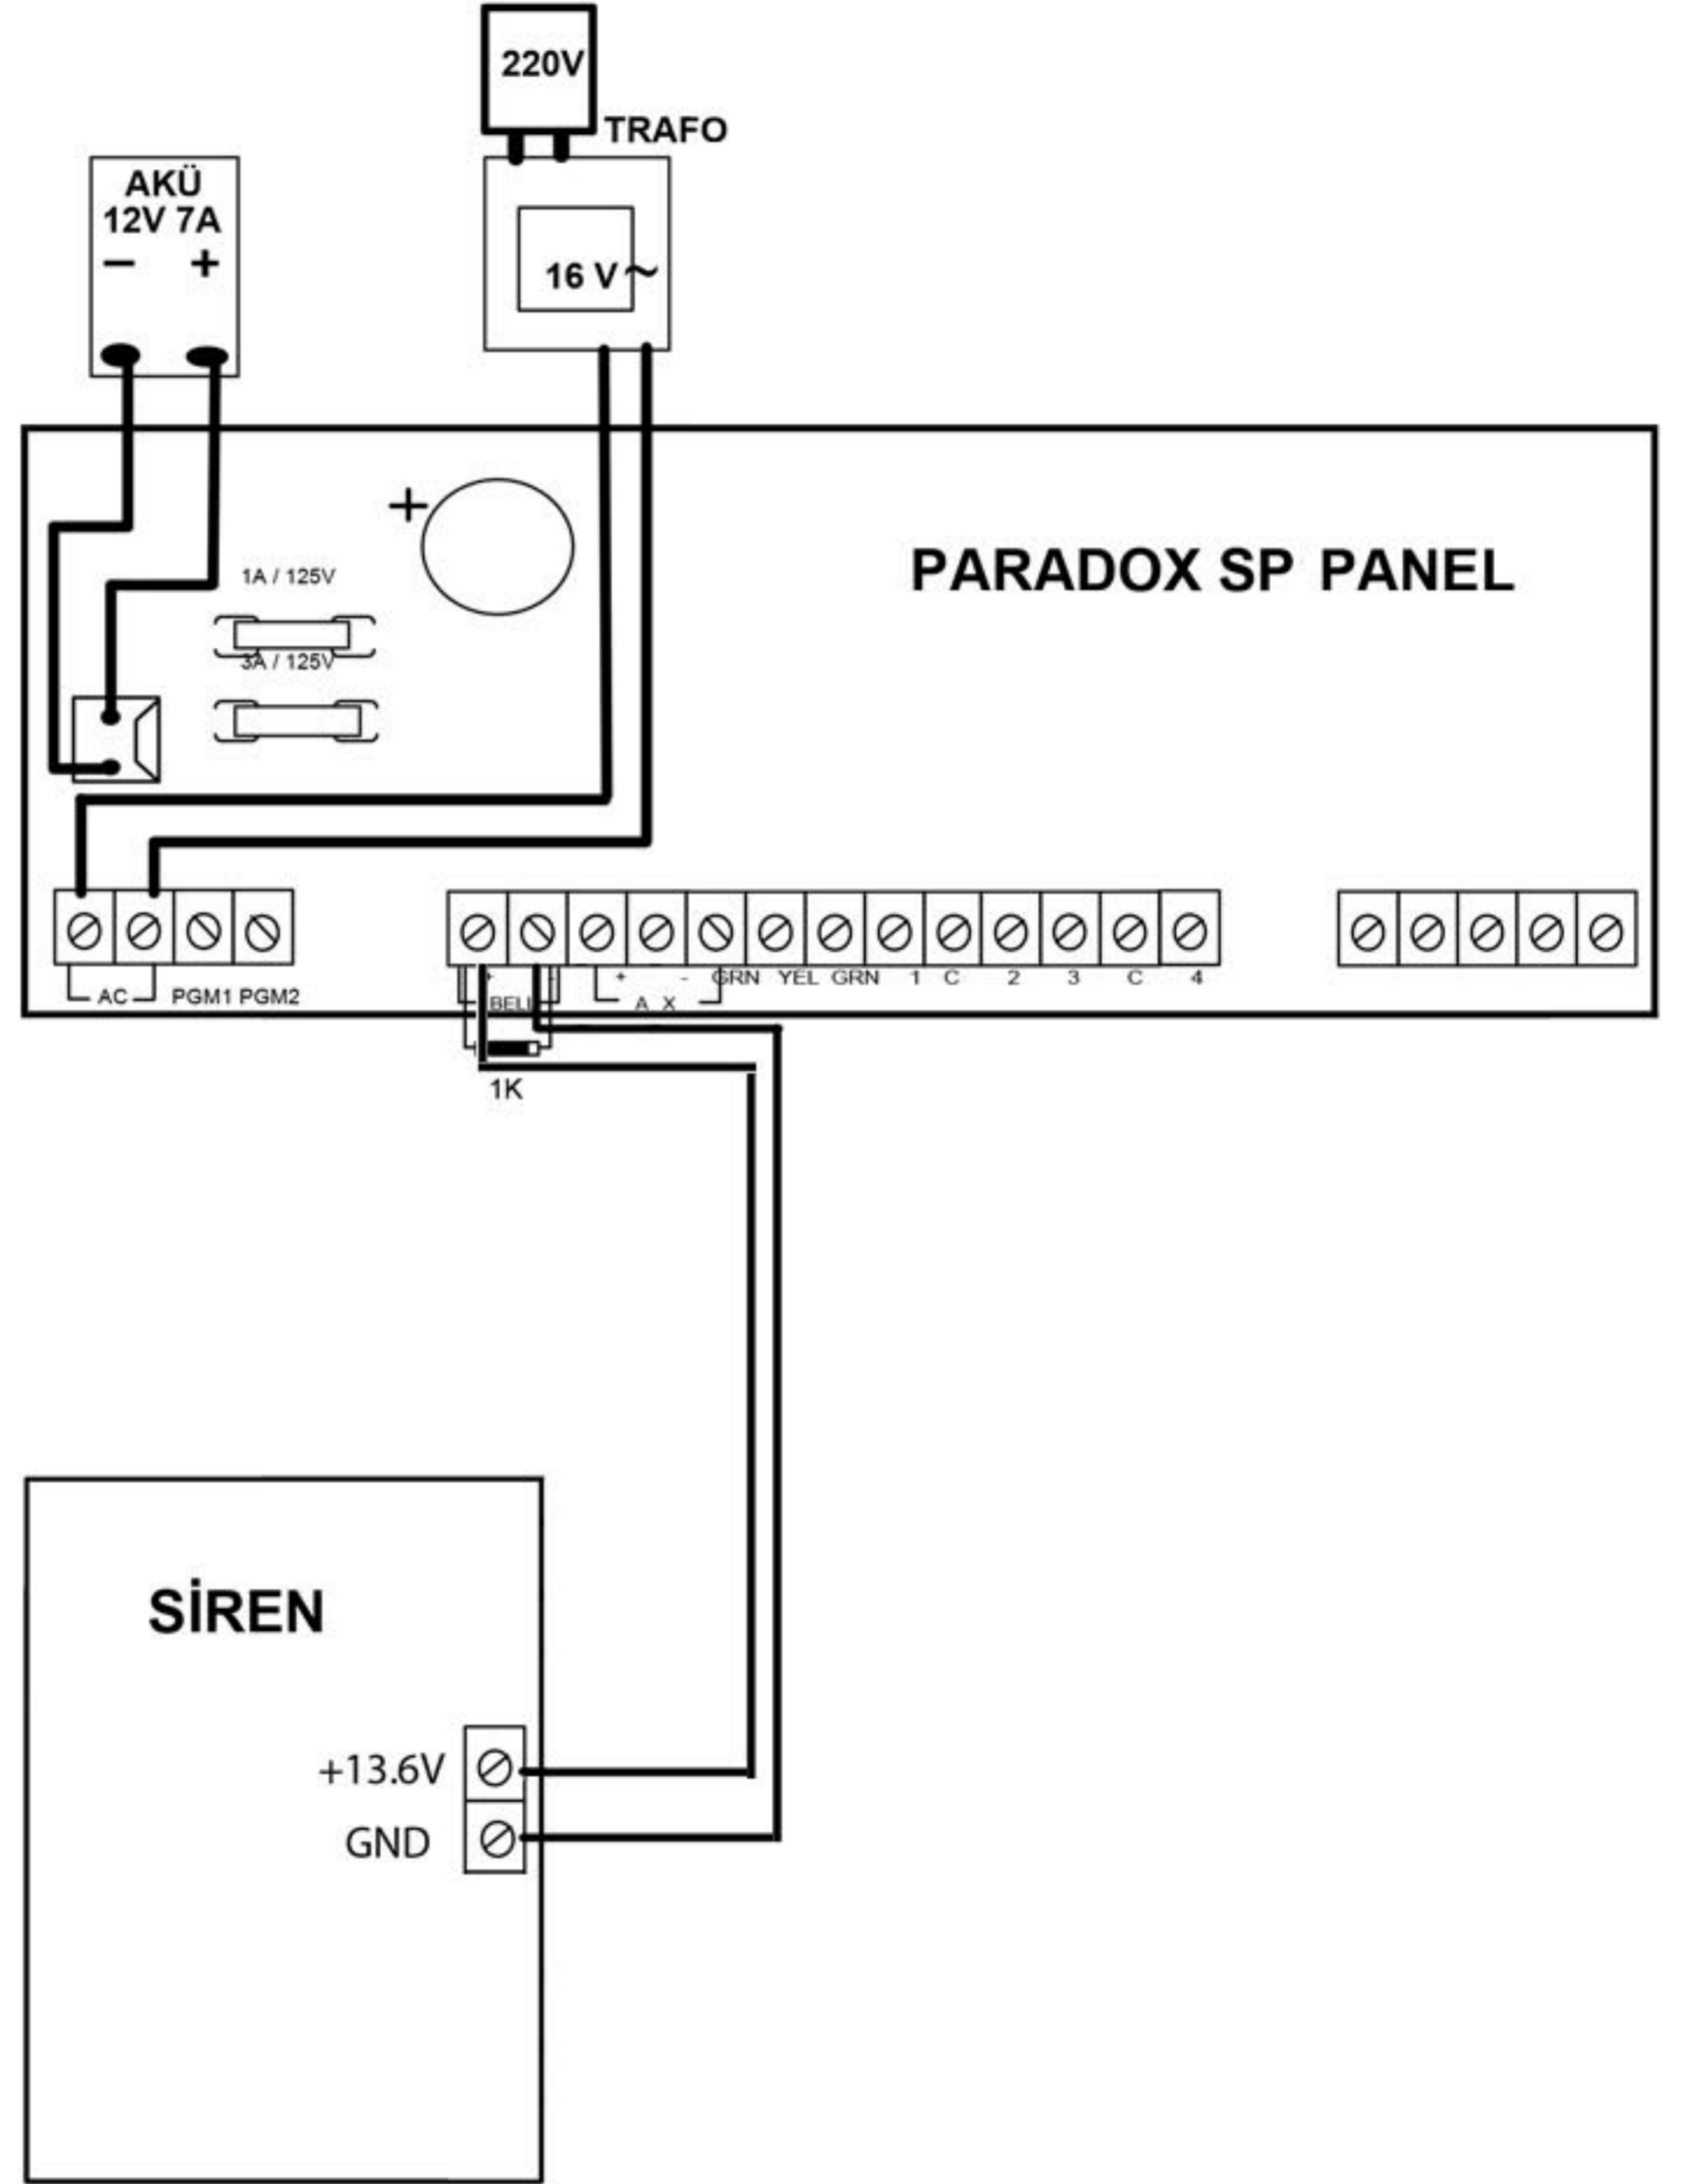 220V
TRAFO
AKÜ
12V 7A
− +
16 V ~
+
1A / 125V
3A / 125V
PARADOX SP PANEL
AC PGM1 PGM2
+ - + - GRN YEL GRN 1 C 2 3 C 4
BELL A X
1K
SİREN
+13.6V
GND